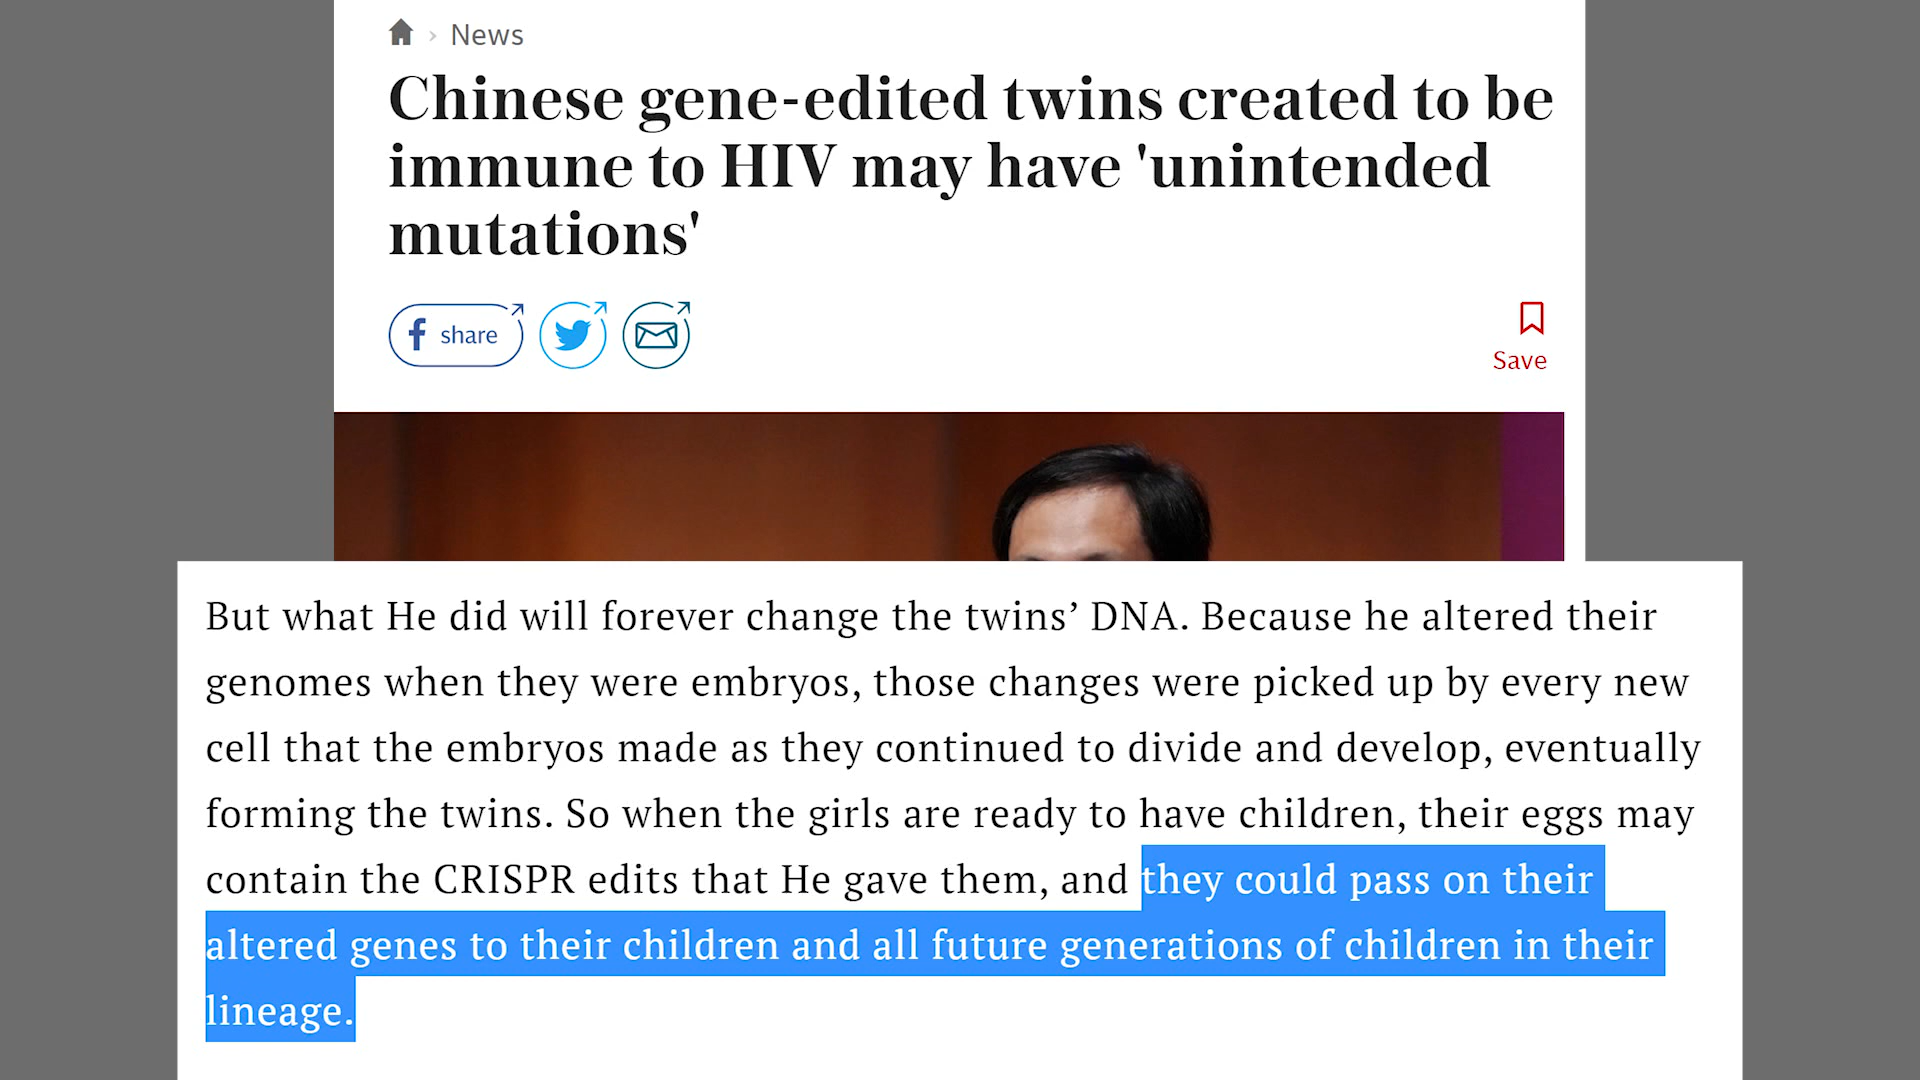 News
Chinese gene-edited twins created to be
immune to HIV may have 'unintended
mutations'
share
Save
But what He did will forever change the twins’ DNA. Because he altered their
genomes when they were embryos, those changes were picked up by every new
cell that the embryos made as they continued to divide and develop, eventually
forming the twins. So when the girls are ready to have children, their eggs may
contain the CRISPR edits that He gave them, and they could pass on their
altered genes to their children and all future generations of children in their
lineage.